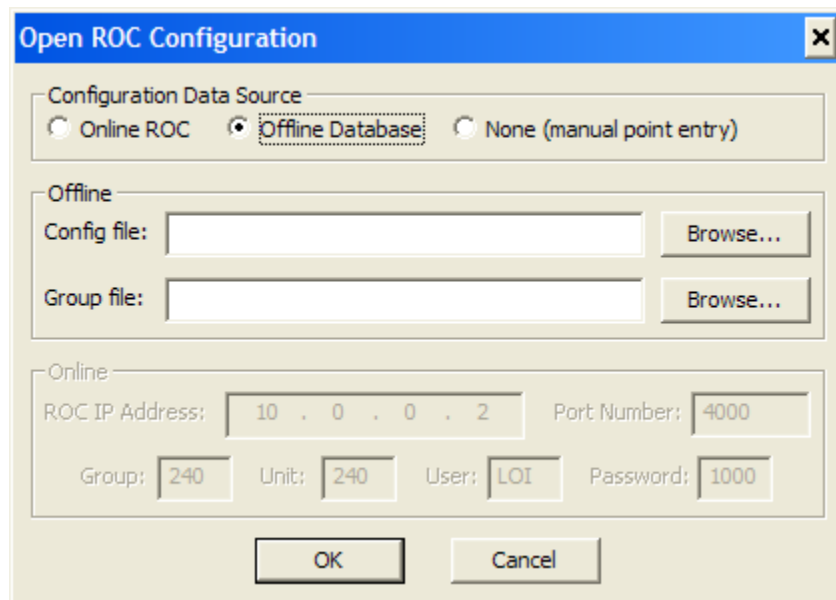 Open ROC Configuration
Configuration Data Source
Online ROC Offline Database None (manual point entry)
Offline
Config file: Browse...
Group file: Browse...
Online
ROC IP Address: 10 . 0 . 0 . 2 Port Number: 4000
Group: 240 Unit: 240 User: LOI Password: 1000
OK Cancel